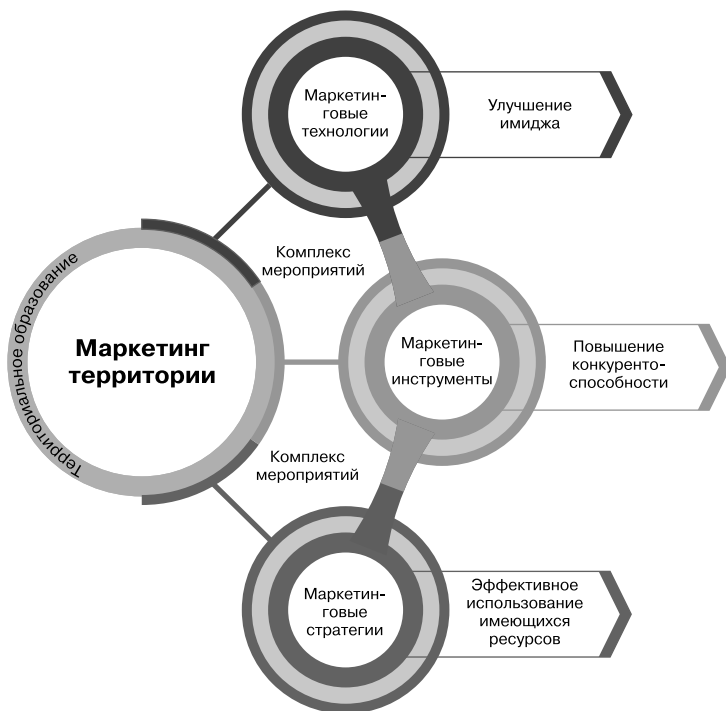 Маркетин-
говые
технологии
Улучшение
имиджа
Комплекс
мероприятий
Территориальное образование
Маркетинг
территории
Маркетин-
говые
инструменты
Повышение
конкуренто-
способности
Комплекс
мероприятий
Маркетин-
говые
стратегии
Эффективное
использование
имеющихся
ресурсов